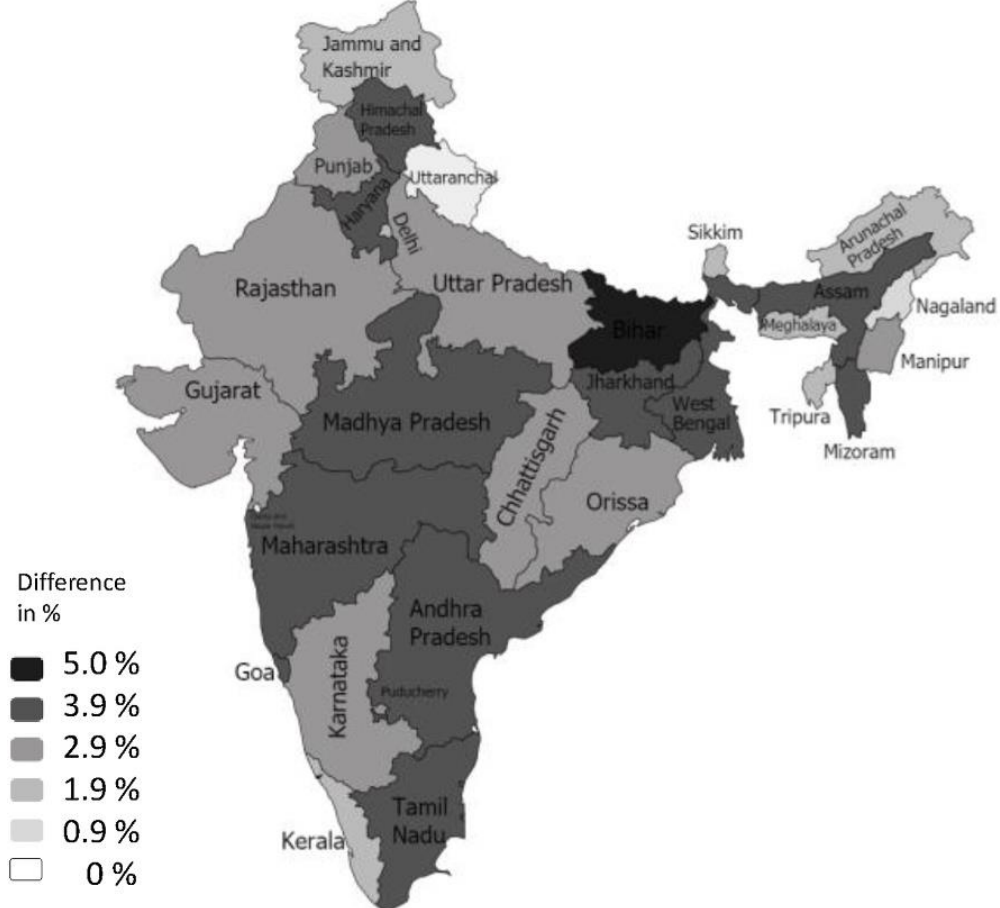 Jammu and
Kashmir
Himachal
Pradesh
Punjab
Uttaranchal
Haryana
Delhi
Arunachal
Pradesh
Sikkim
Rajasthan
Uttar Pradesh
Assam
Nagaland
Bihar
Meghalaya
Manipur
Gujarat
Jharkhand
Madhya Pradesh
West
Bengal
Tripura
Mizoram
Chhattisgarh
Orissa
Maharashtra
Andhra
Pradesh
Goa
Karnataka
Puducherry
Tamil
Nadu
Kerala
Difference
in %
5.0 %
3.9 %
2.9 %
1.9 %
0.9 %
0 %